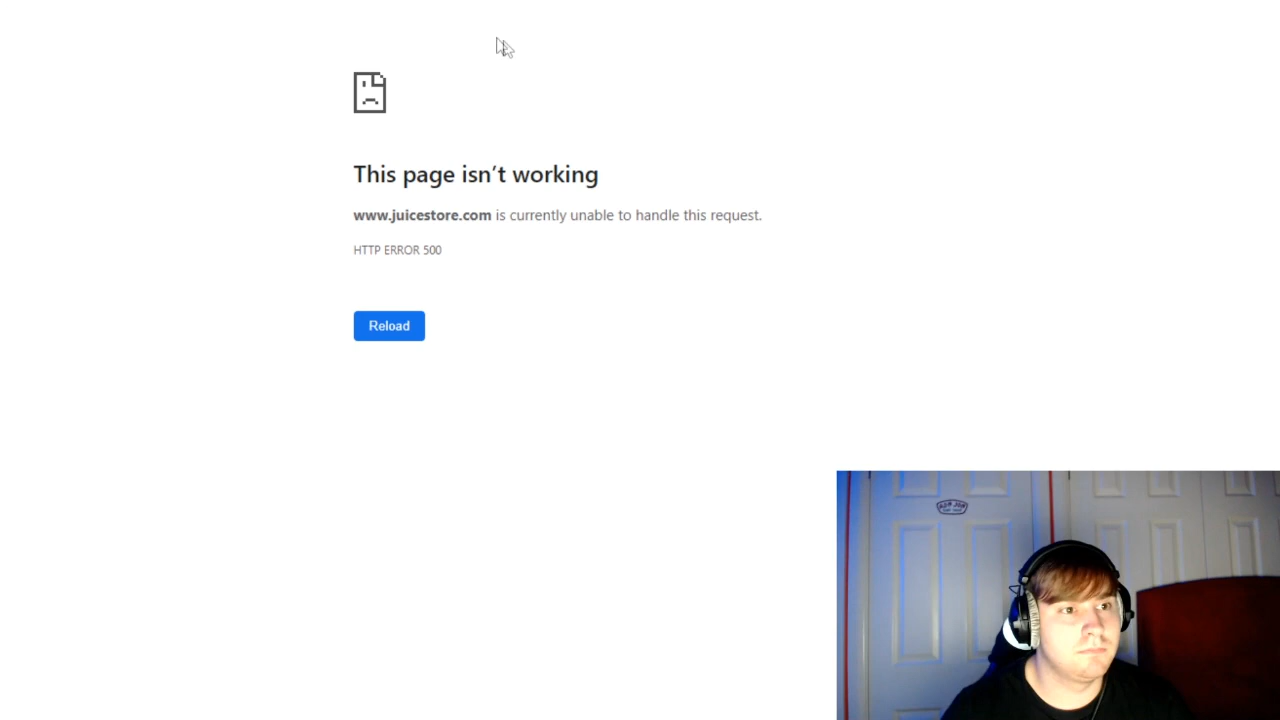 This page isn’t working
www.juicestore.com is currently unable to handle this request.
HTTP ERROR 500
Reload